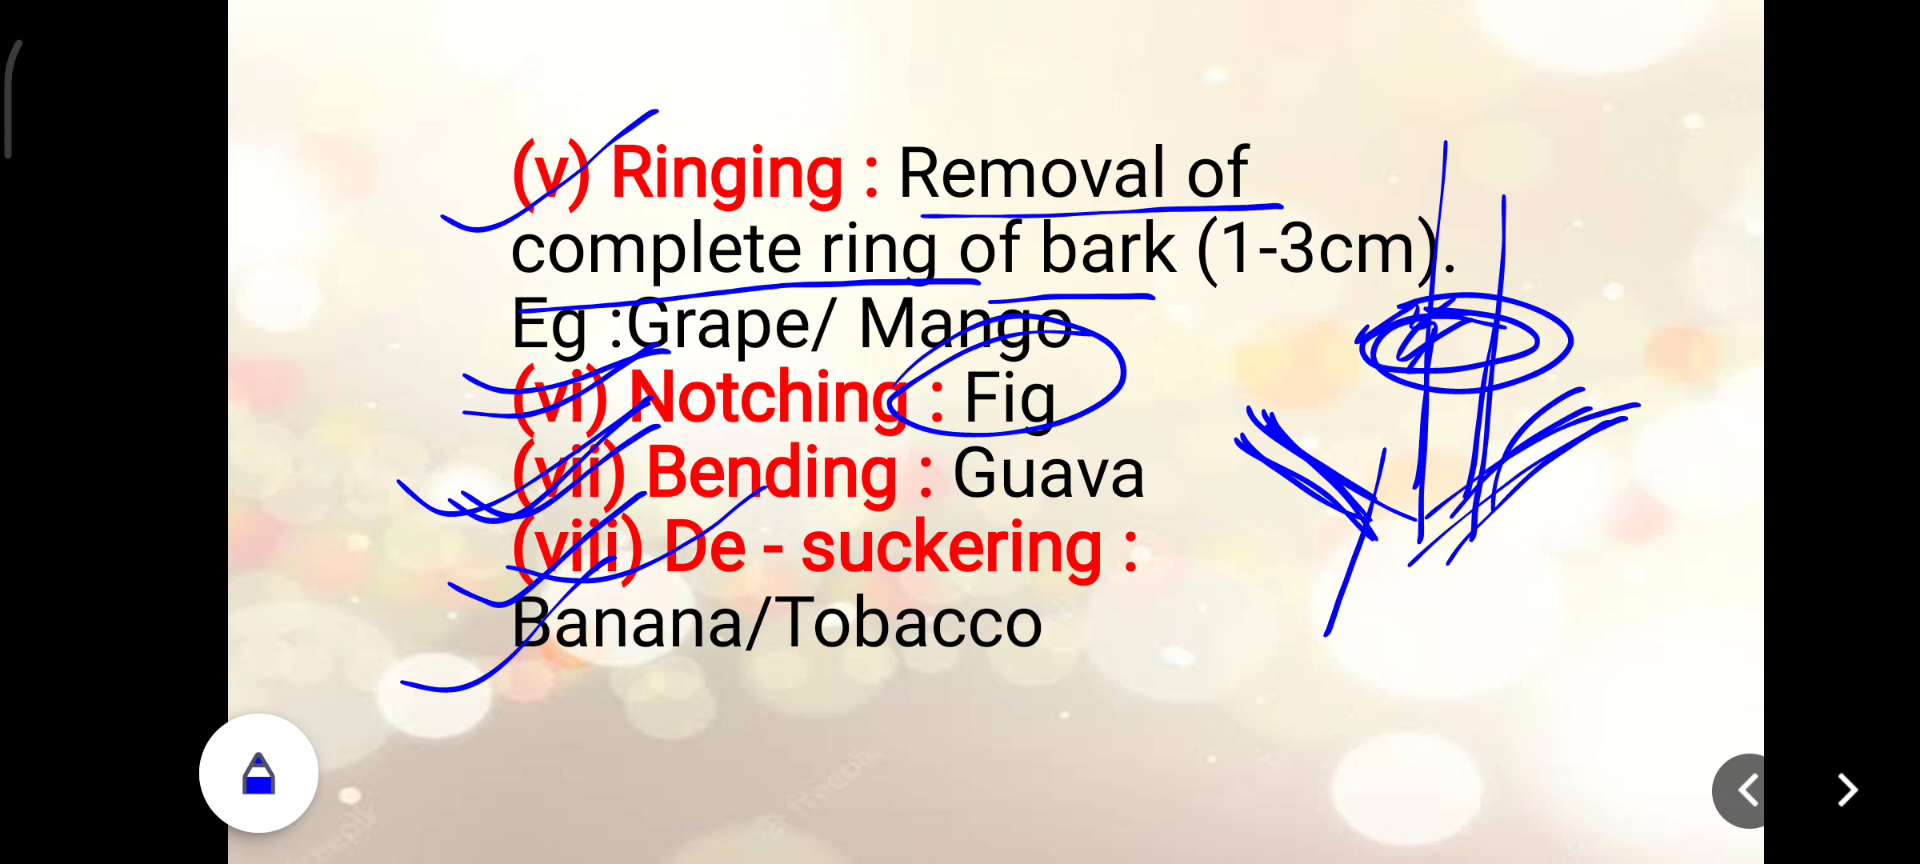 (v) Ringing : Removal of
complete ring of bark (1-3cm).
Eg :Grape/ Mango
(vi) Notching : Fig
(vii) Bending : Guava
(viii) De - suckering :
Banana/Tobacco